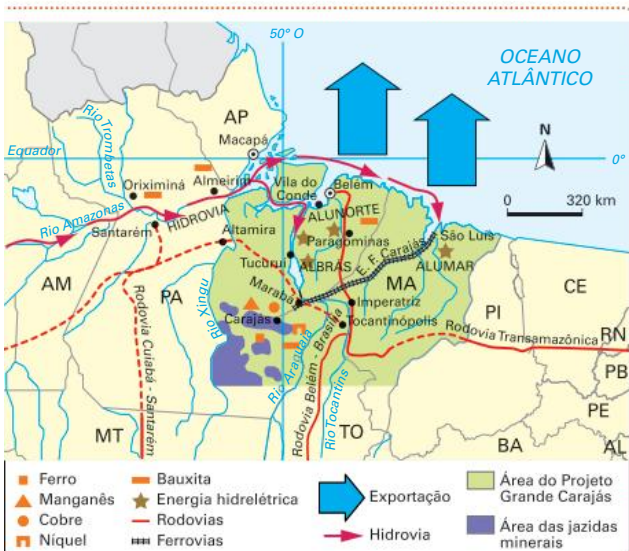 50º O
OCEANO
ATLÂNTICO
Rio Trombetas
AP
Macapá
N
Equador
0º
Oriximiná
Almeirim
Vila do
Conde
Belém
0 320 km
Rio Amazonas
HIDROVIA
ALUNORTE
Santarém
Altamira
Paragominas
São Luís
E. F. Carajás
Tucuruí
ALBRÁS
ALUMAR
AM
PA
Rio Xingu
Marabá
MA
Imperatriz
PI
CE
Carajás
Tocantinópolis
Rodovia Transamazônica
RN
Rodovia Cuiabá - Santarém
Rio Araguaia
Rodovia Belém - Brasília
Rio Tocantins
PB
PE
MT
TO
BA
AL
Ferro
Manganês
Cobre
Níquel
Bauxita
Energia hidrelétrica
Rodovias
Ferrovias
Exportação
Hidrovia
Área do Projeto
Grande Carajás
Área das jazidas
minerais